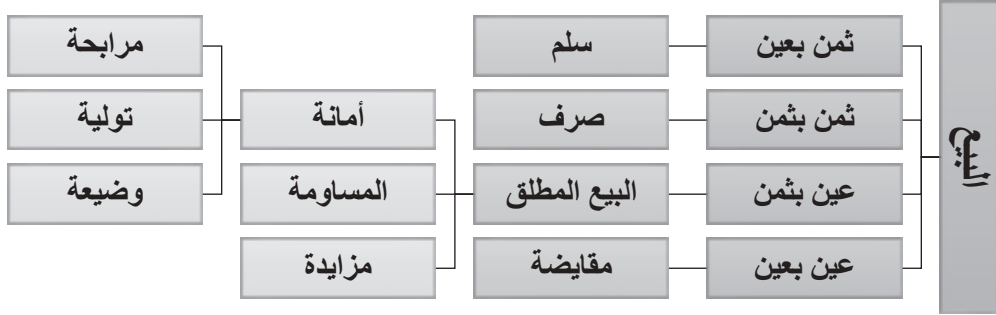 البيع
ثمن بعين
سلم
مرابحة
ثمن بثمن
صرف
أمانة
تولية
عين بثمن
البيع المطلق
المساومة
وضيعة
عين بعين
مقايضة
مزايدة